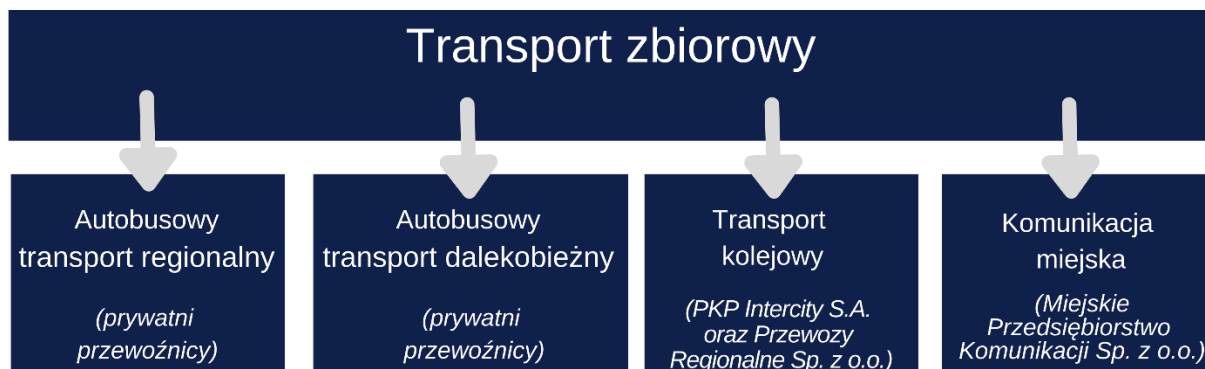 Transport zbiorowy
Autobusowy
transport regionalny
(prywatni
przewoźnicy)
Autobusowy
transport dalekobieżny
(prywatni
przewoźnicy)
Transport
kolejowy
(PKP Intercity S.A.
oraz Przewozy
Regionalne Sp. z o.o.)
Komunikacja
miejska
(Miejskie
Przedsiębiorstwo
Komunikacji Sp. z o.o.)